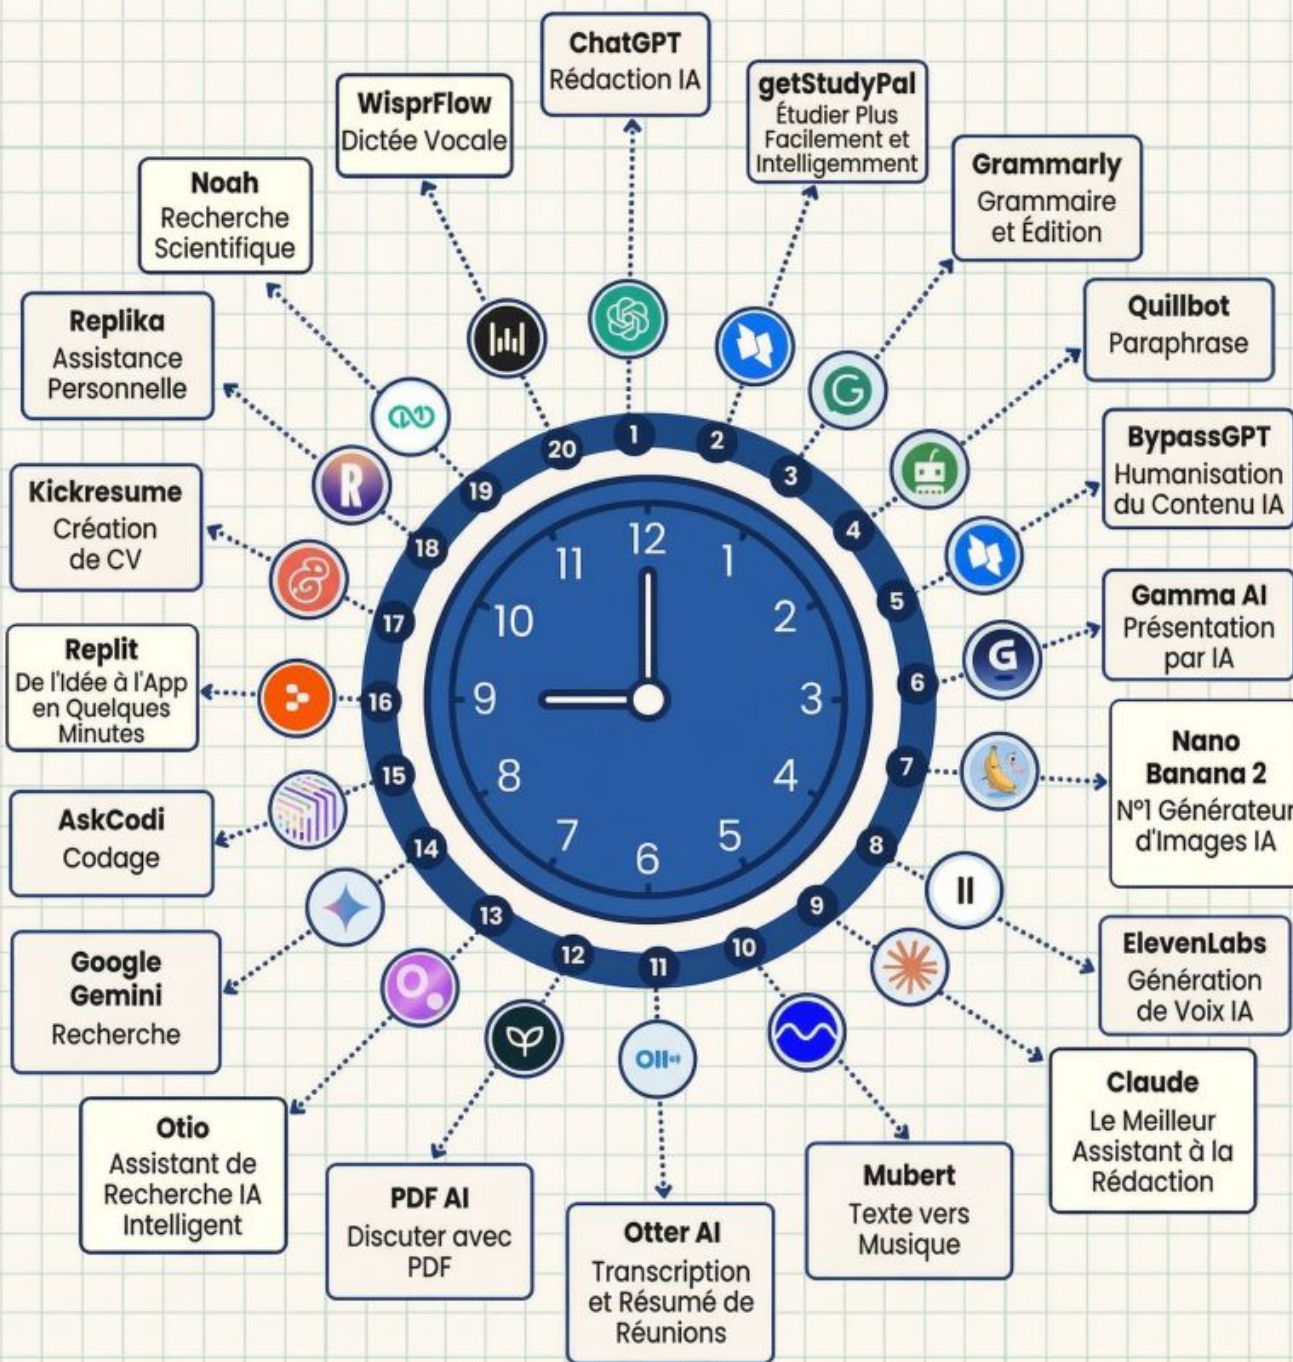 ChatGPT
Rédaction IA
getStudyPal
Étudier Plus
Facilement et
Intelligemment
Grammarly
Grammaire
et Édition
Quillbot
Paraphrase
BypassGPT
Humanisation
du Contenu IA
Gamma AI
Présentation
par IA
Nano
Banana 2
N°1 Générateur
d'Images IA
ElevenLabs
Génération
de Voix IA
Claude
Le Meilleur
Assistant à la
Rédaction
Mubert
Texte vers
Musique
Otter AI
Transcription
et Résumé de
Réunions
PDF AI
Discuter avec
PDF
Otio
Assistant de
Recherche IA
Intelligent
Google
Gemini
Recherche
AskCodi
Codage
Replit
De l'Idée à l'App
en Quelques
Minutes
Kickresume
Création
de CV
Replika
Assistance
Personnelle
Noah
Recherche
Scientifique
WisprFlow
Dictée Vocale
1
2
3
4
5
6
7
8
9
10
11
12
13
14
15
16
17
18
19
20
G
G
R
12
1
2
3
4
5
6
7
8
9
10
11